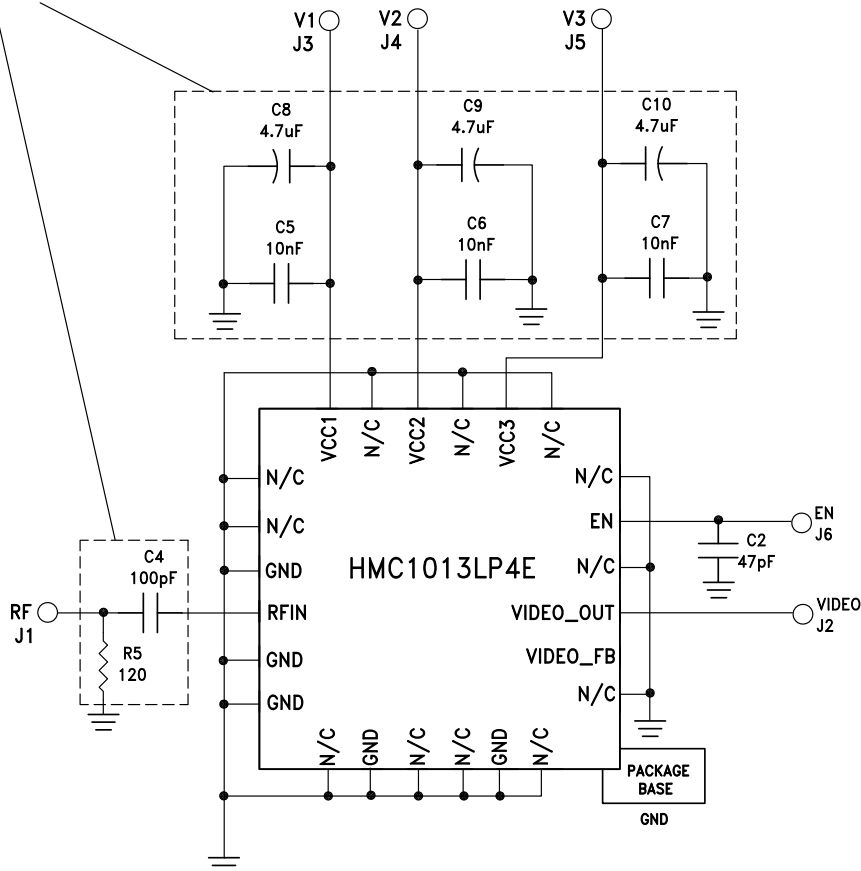 V1
J3
V2
J4
V3
J5
C8
4.7uF
C9
4.7uF
C10
4.7uF
C5
10nF
C6
10nF
C7
10nF
VCC1
N/C
VCC2
N/C
VCC3
N/C
N/C
N/C
GND
RFIN
GND
GND
HMC1013LP4E
N/C
EN
N/C
VIDEO_OUT
VIDEO_FB
N/C
EN
J6
C2
47pF
VIDEO
J2
C4
100pF
RF
J1
R5
120
N/C
GND
N/C
N/C
GND
N/C
PACKAGE
BASE
GND